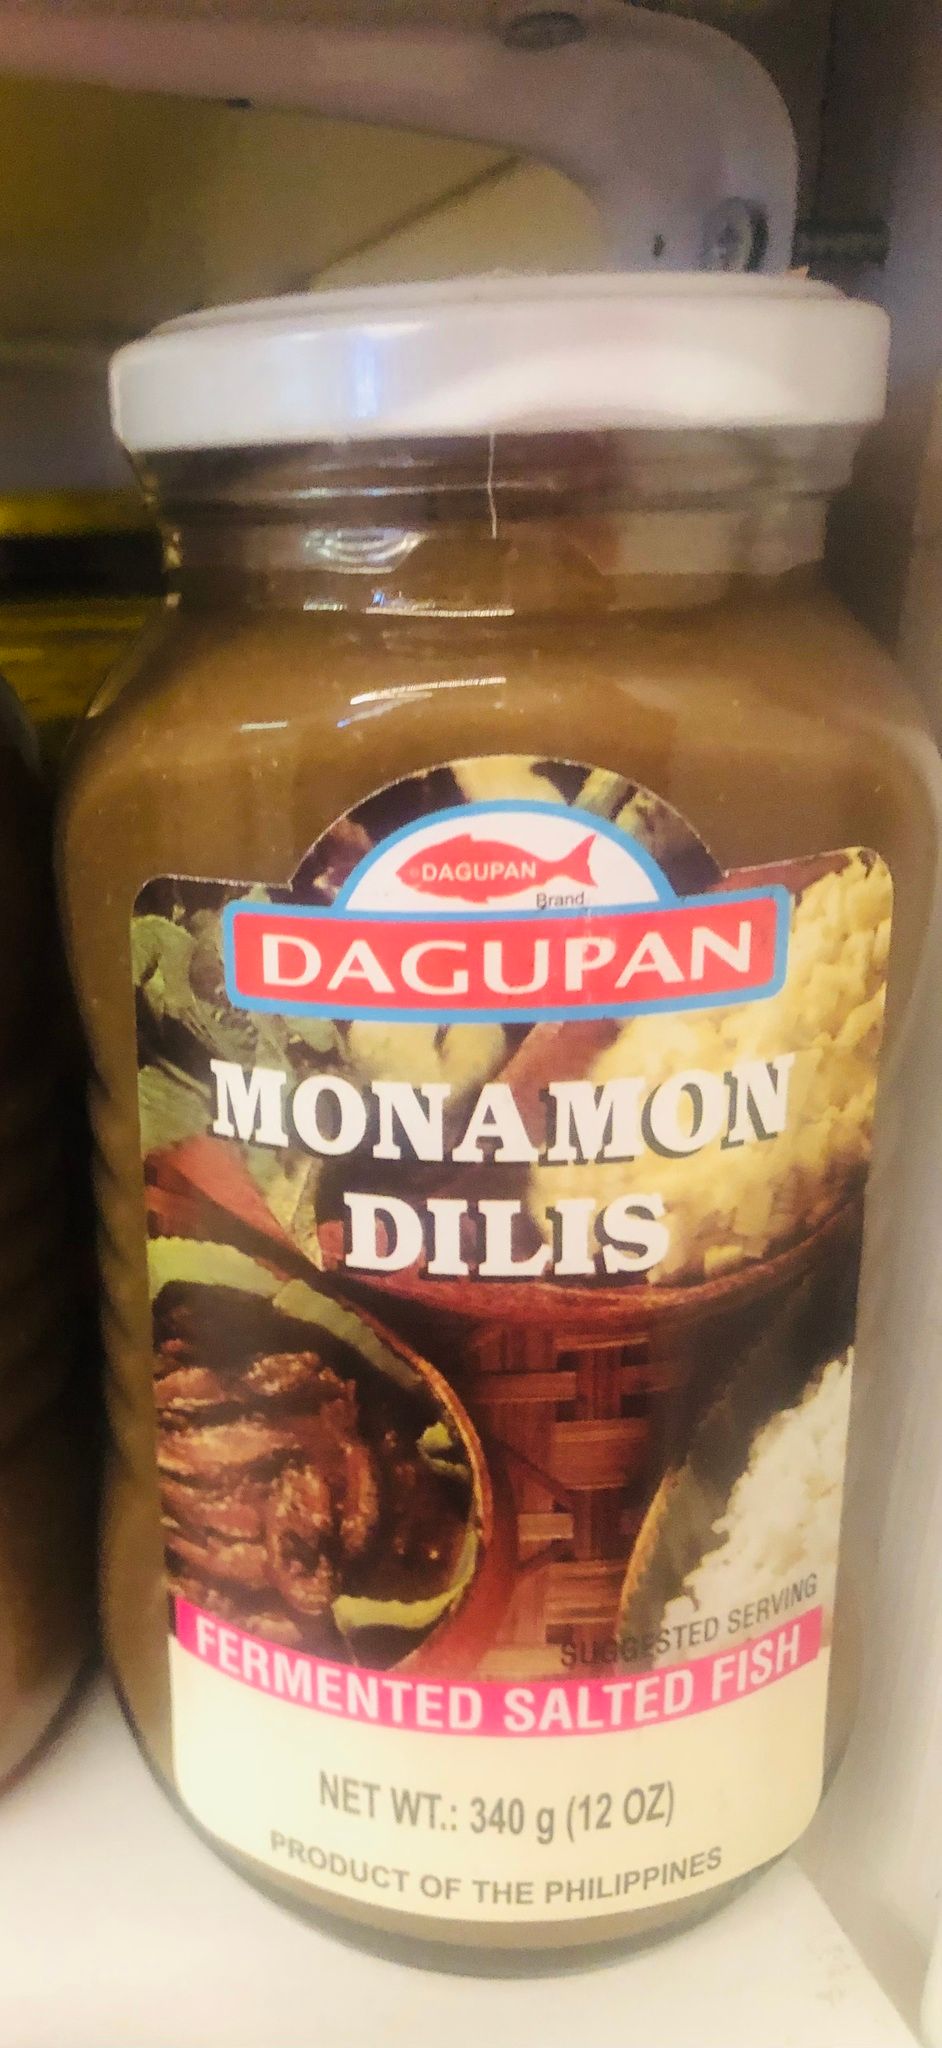 DAGUPAN
Brand
DAGUPAN
MONAMON
DILIS
SUGGESTED SERVING
FERMENTED SALTED FISH
NET WT.: 340 g (12 OZ)
PRODUCT OF THE PHILIPPINES